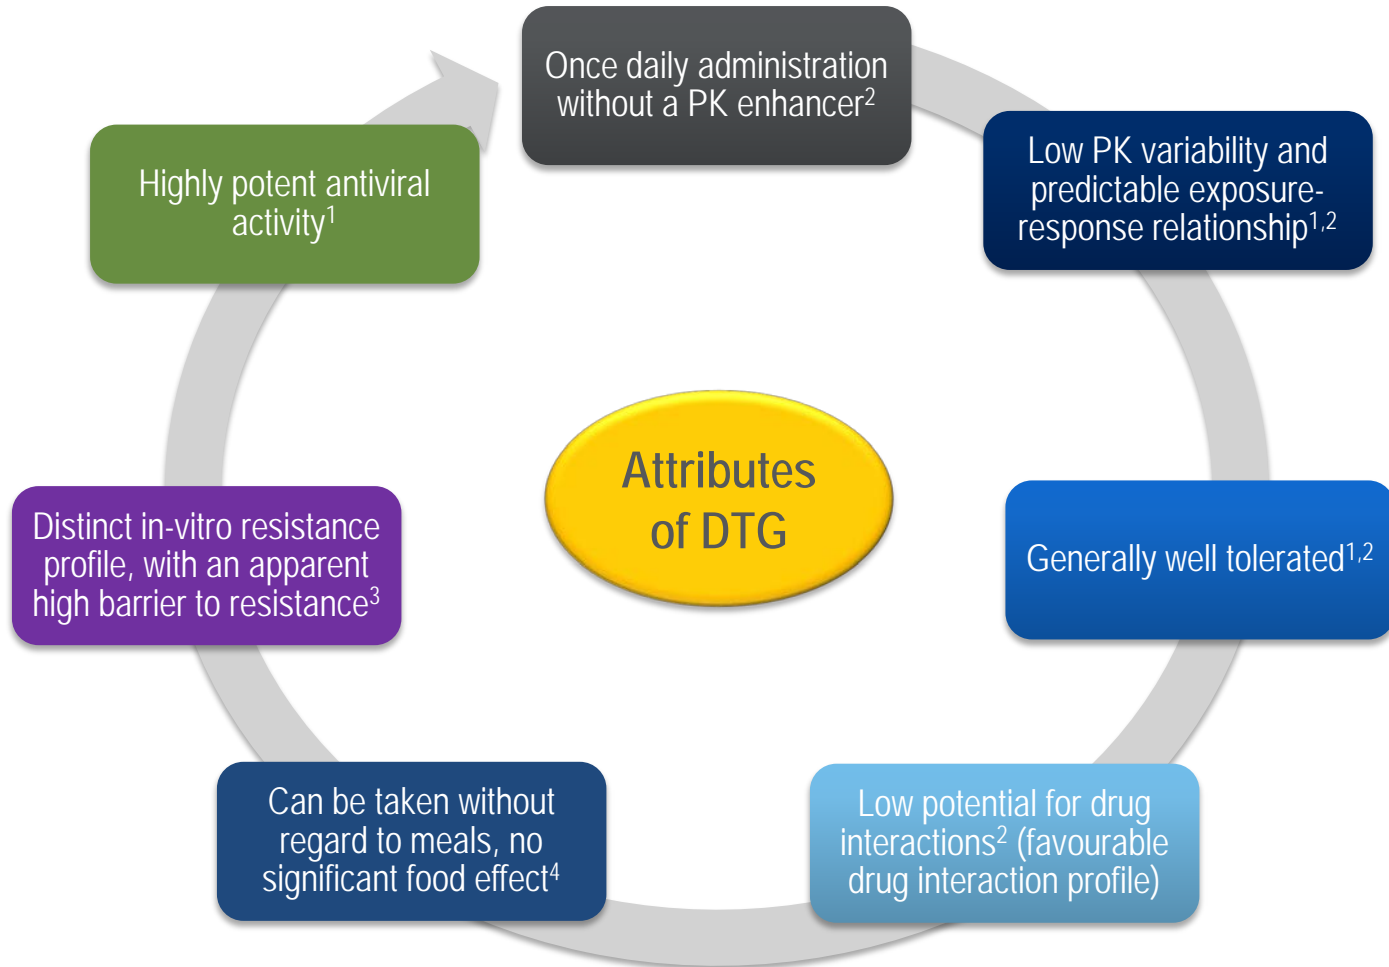 Once daily administration
without a PK enhancer²
Low PK variability and
predictable exposure-
response relationship¹,²
Generally well tolerated¹,²
Low potential for drug
interactions² (favourable
drug interaction profile)
Can be taken without
regard to meals, no
significant food effect⁴
Distinct in-vitro resistance
profile, with an apparent
high barrier to resistance³
Highly potent antiviral
activity¹
Attributes
of DTG